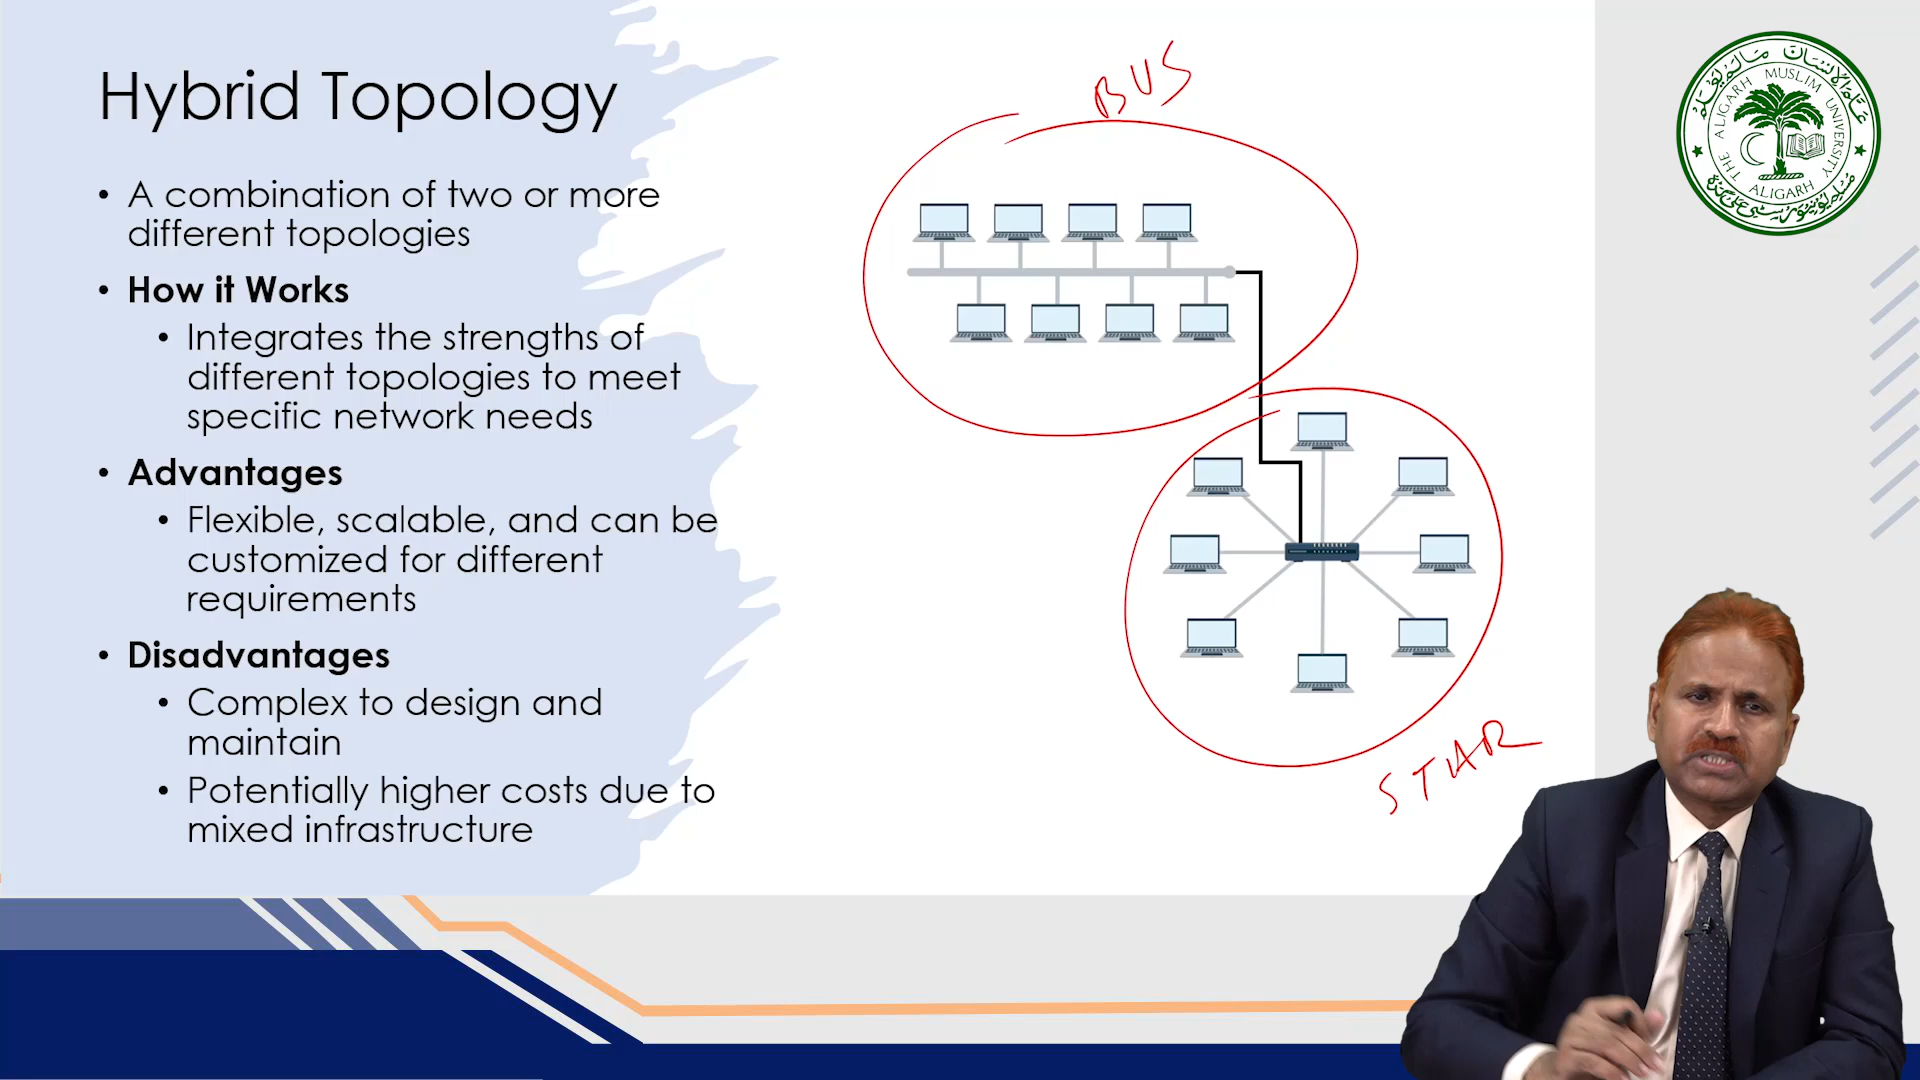 Hybrid Topology
• A combination of two or more
different topologies
• How it Works
• Integrates the strengths of
different topologies to meet
specific network needs
• Advantages
• Flexible, scalable, and can be
customized for different
requirements
• Disadvantages
• Complex to design and
maintain
• Potentially higher costs due to
mixed infrastructure
BUS
STAR
THE ALIGARH MUSLIM UNIVERSITY
ALIGARH